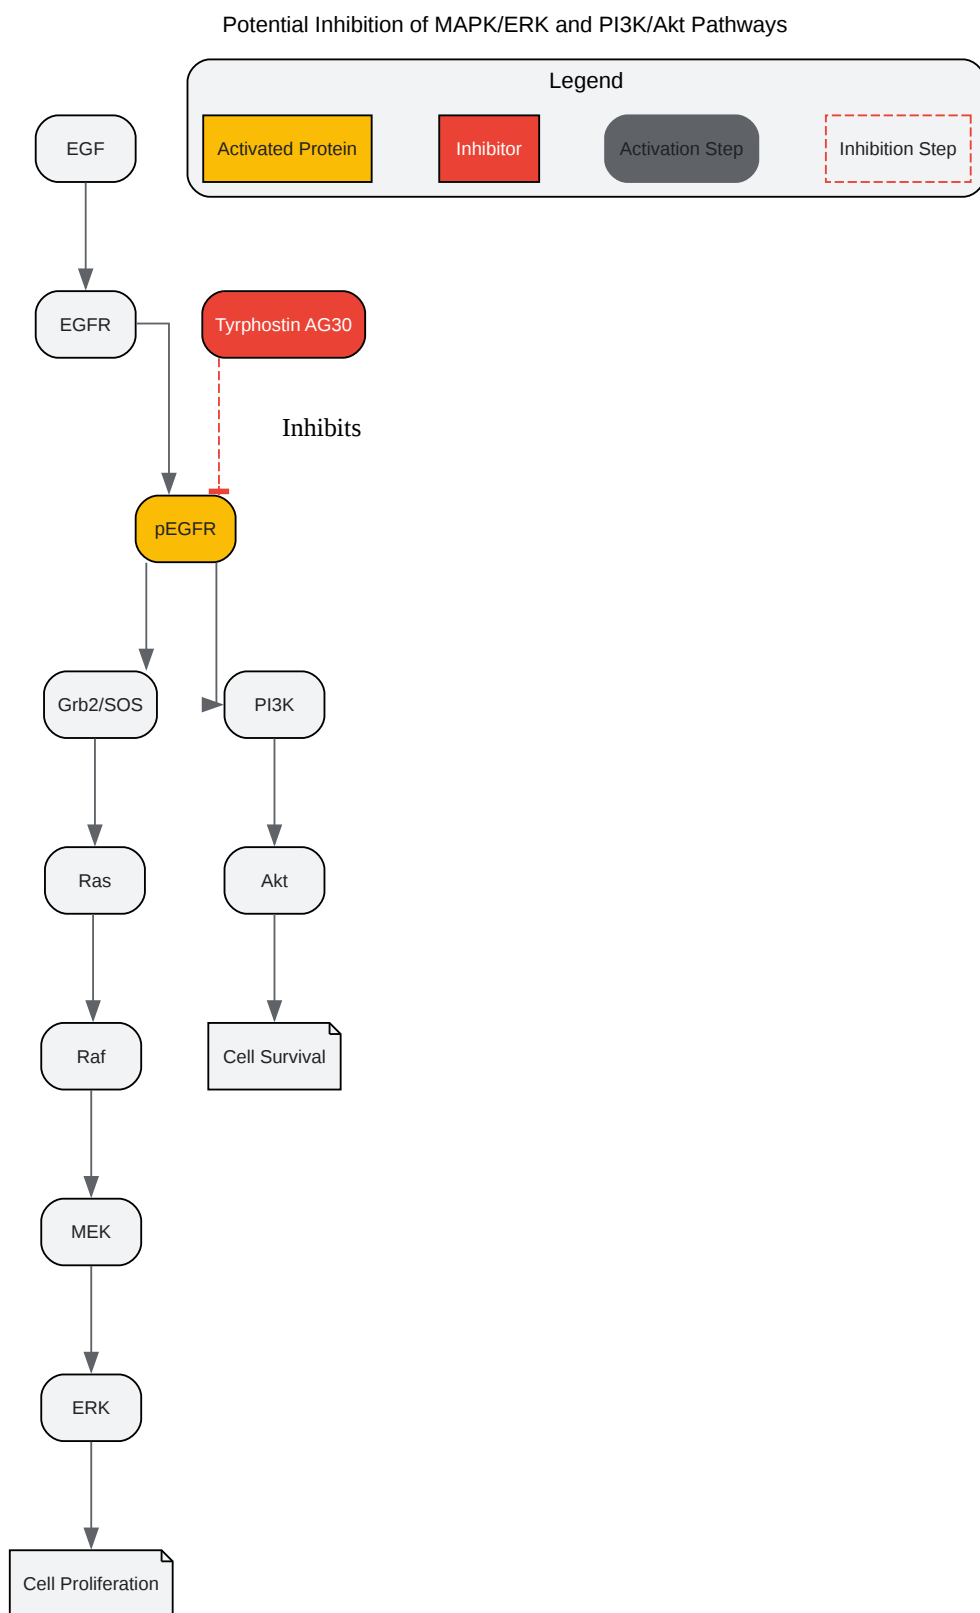 Potential Inhibition of MAPK/ERK and PI3K/Akt Pathways
Legend
Activated Protein
Inhibitor
Activation Step
Inhibition Step
EGF
EGFR
Tyrphostin AG30
Inhibits
pEGFR
Grb2/SOS
PI3K
Ras
Akt
Raf
Cell Survival
MEK
ERK
Cell Proliferation